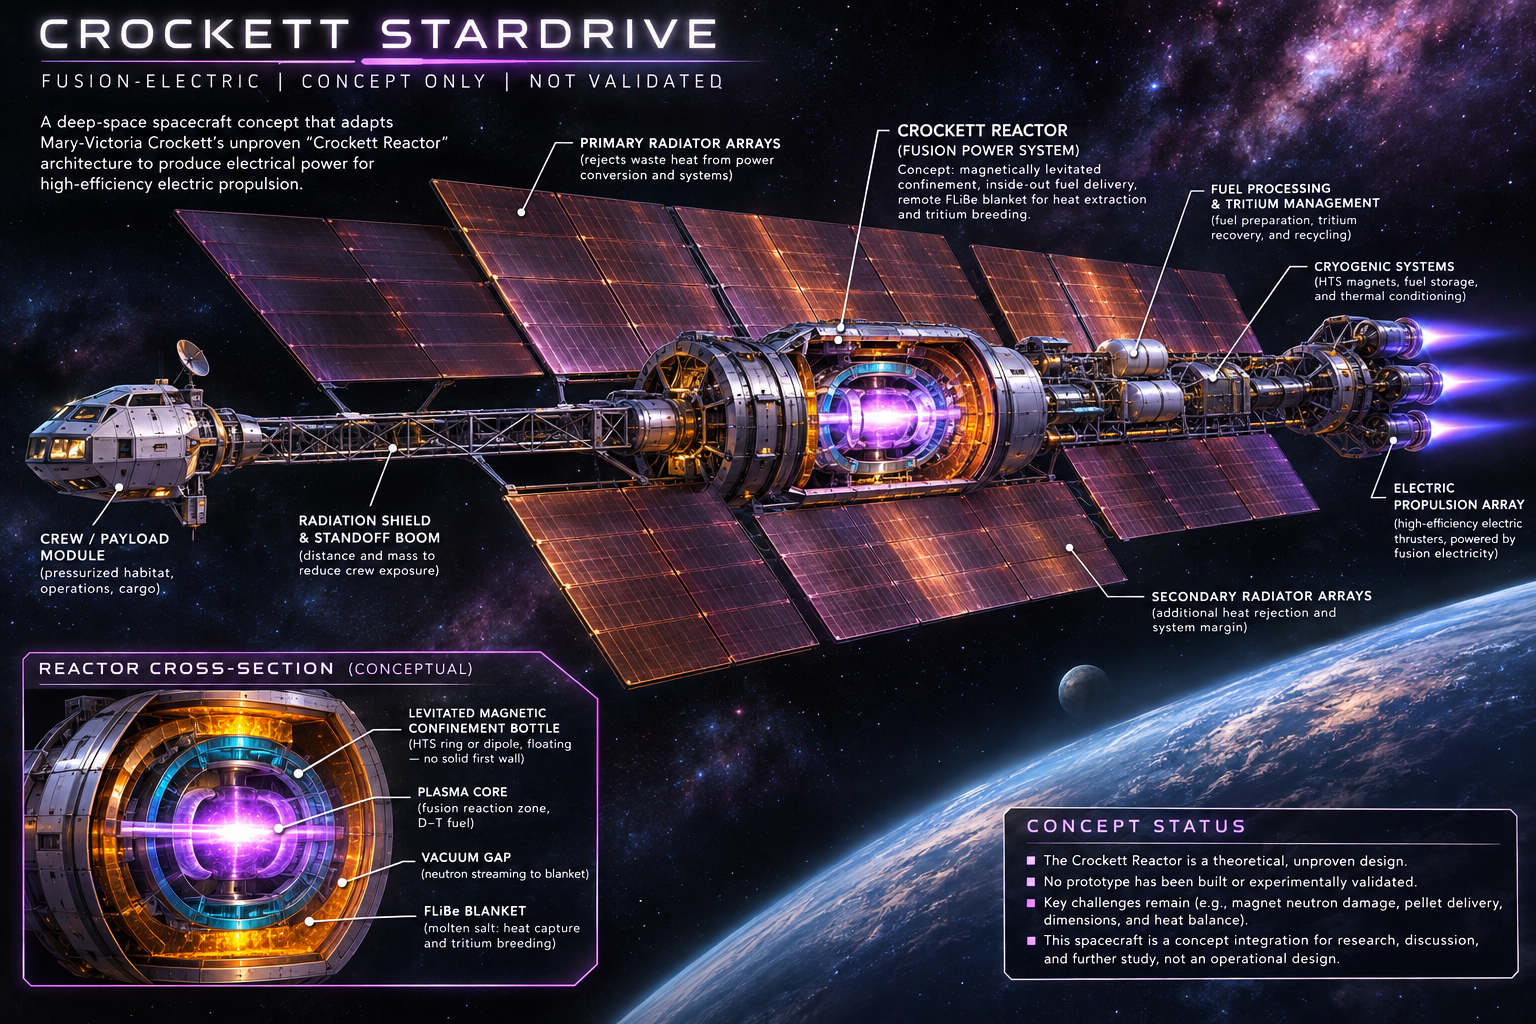 CROCKETT STARDRIVE
FUSION-ELECTRIC | CONCEPT ONLY | NOT VALIDATED
A deep-space spacecraft concept that adapts
Mary-Victoria Crockett's unproven “Crockett Reactor”
architecture to produce electrical power for
high-efficiency electric propulsion.
PRIMARY RADIATOR ARRAYS
(rejects waste heat from power
conversion and systems)
CROCKETT REACTOR
(FUSION POWER SYSTEM)
Concept: magnetically levitated
confinement, inside-out fuel delivery,
remote FLiBe blanket for heat extraction
and tritium breeding.
FUEL PROCESSING
& TRITIUM MANAGEMENT
(fuel preparation, tritium
recovery, and recycling)
CRYOGENIC SYSTEMS
(HTS magnets, fuel storage,
and thermal conditioning)
CREW / PAYLOAD
MODULE
(pressurized habitat,
operations, cargo).
RADIATION SHIELD
& STANDOFF BOOM
(distance and mass to
reduce crew exposure)
ELECTRIC
PROPULSION ARRAY
(high-efficiency electric
thrusters, powered by
fusion electricity)
SECONDARY RADIATOR ARRAYS
(additional heat rejection and
system margin)
REACTOR CROSS-SECTION (CONCEPTUAL)
LEVITATED MAGNETIC
CONFINEMENT BOTTLE
(HTS ring or dipole, floating
— no solid first wall)
PLASMA CORE
(fusion reaction zone,
D–T fuel)
VACUUM GAP
(neutron streaming to blanket)
FLiBe BLANKET
(molten salt: heat capture
and tritium breeding)
CONCEPT STATUS
■ The Crockett Reactor is a theoretical, unproven design.
■ No prototype has been built or experimentally validated.
■ Key challenges remain (e.g., magnet neutron damage, pellet delivery,
dimensions, and heat balance).
■ This spacecraft is a concept integration for research, discussion,
and further study, not an operational design.